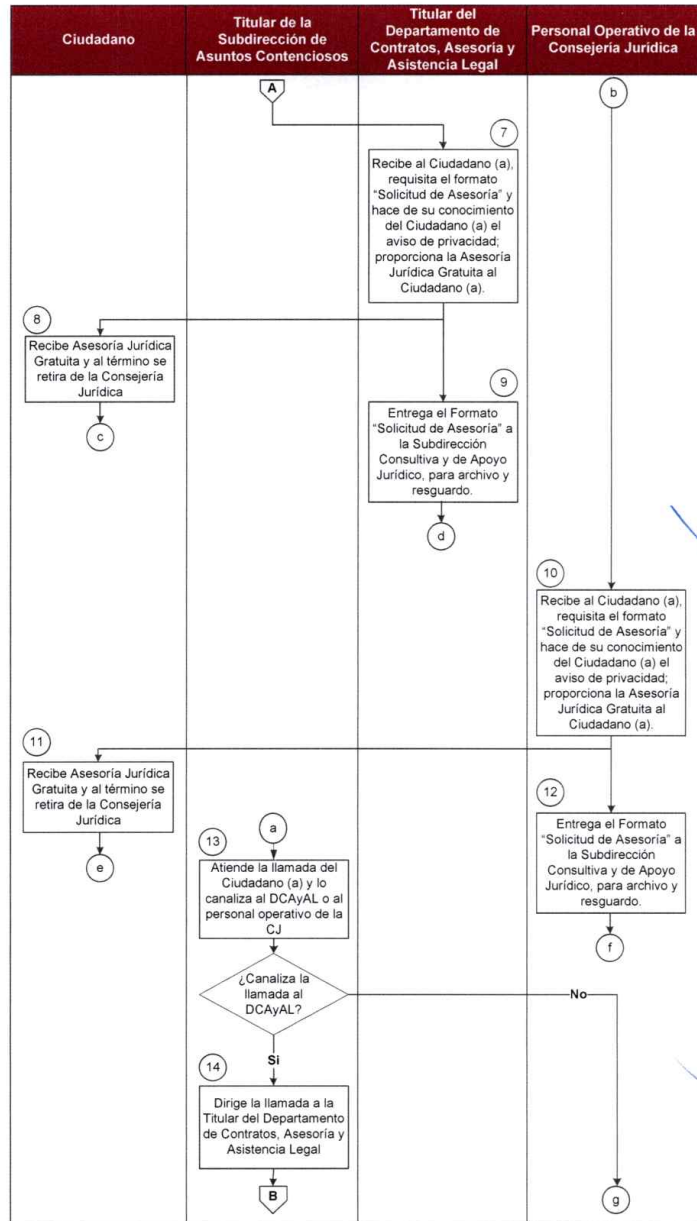 Ciudadano
Titular de la
Subdirección de
Asuntos Contenciosos
Titular del
Departamento de
Contratos, Asesoría y
Asistencia Legal
Personal Operativo de la
Consejería Jurídica
A
b
7
Recibe al Ciudadano (a),
requisita el formato
“Solicitud de Asesoría” y
hace de su conocimiento
del Ciudadano (a) el
aviso de privacidad;
proporciona la Asesoría
Jurídica Gratuita al
Ciudadano (a).
8
Recibe Asesoría Jurídica
Gratuita y al término se
retira de la Consejería
Jurídica
c
9
Entrega el Formato
“Solicitud de Asesoría” a
la Subdirección
Consultiva y de Apoyo
Jurídico, para archivo y
resguardo.
d
10
Recibe al Ciudadano (a),
requisita el formato
“Solicitud de Asesoría” y
hace de su conocimiento
del Ciudadano (a) el
aviso de privacidad;
proporciona la Asesoría
Jurídica Gratuita al
Ciudadano (a).
11
Recibe Asesoría Jurídica
Gratuita y al término se
retira de la Consejería
Jurídica
e
12
Entrega el Formato
“Solicitud de Asesoría” a
la Subdirección
Consultiva y de Apoyo
Jurídico, para archivo y
resguardo.
f
a
13
Atiende la llamada del
Ciudadano (a) y lo
canaliza al DCAyAL o al
personal operativo de la
CJ
¿Canaliza la
llamada al
DCAyAL?
No
Si
14
Dirige la llamada a la
Titular del Departamento
de Contratos, Asesoría y
Asistencia Legal
B
g